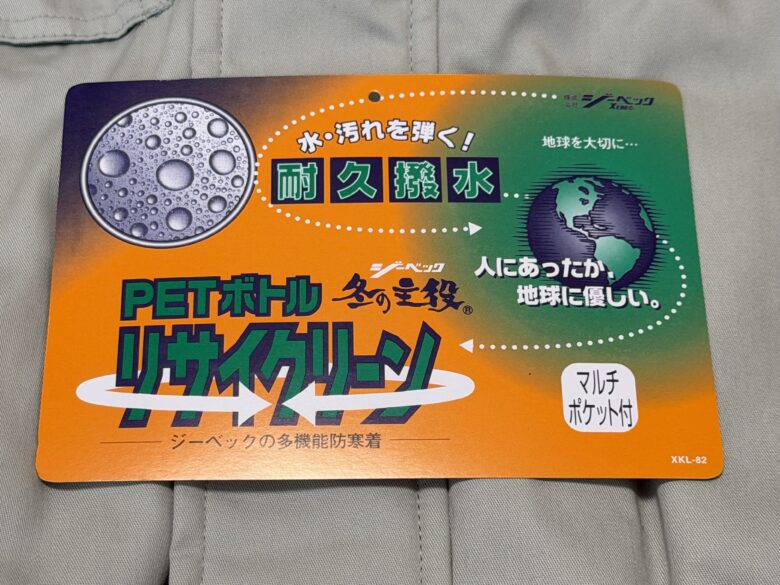 株式会社 ジーベック
XEBEC
水・汚れを弾く!
耐久撥水
地球を大切に…
人にあったか、
地球に優しい。
ジーベック
冬の主役®
PETボトル
リサイクリーン
ジーベックの多機能防寒着
マルチ
ポケット付
XKL-82